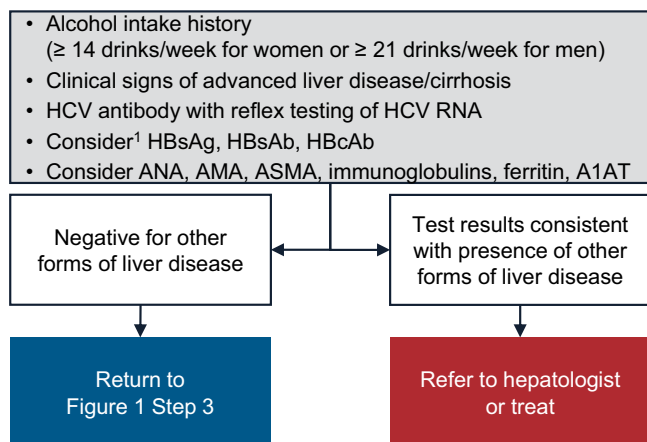 • Alcohol intake history
(≥ 14 drinks/week for women or ≥ 21 drinks/week for men)
• Clinical signs of advanced liver disease/cirrhosis
• HCV antibody with reflex testing of HCV RNA
• Consider¹ HBsAg, HBsAb, HBcAb
• Consider ANA, AMA, ASMA, immunoglobulins, ferritin, A1AT
Negative for other
forms of liver disease
Test results consistent
with presence of other
forms of liver disease
Return to
Figure 1 Step 3
Refer to hepatologist
or treat